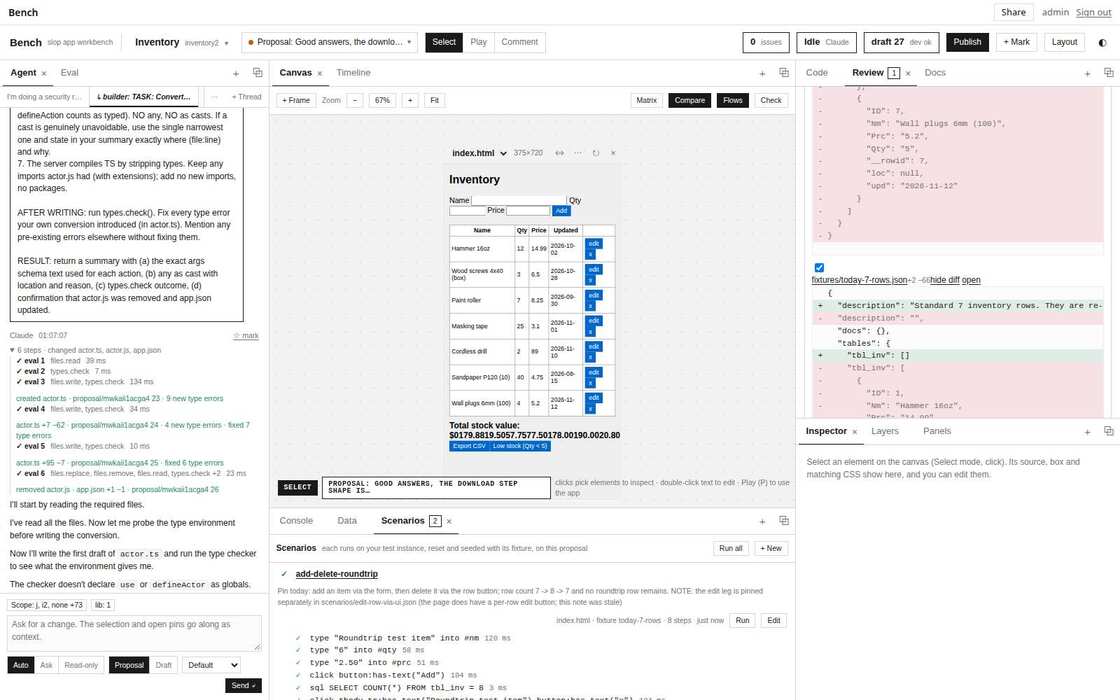 Bench
Share
admin
Sign out
Bench
slop app workbench
Inventory
inventory2
Proposal: Good answers, the downlo…
Select
Play
Comment
0 issues
Idle Claude
draft 27 dev ok
Publish
+ Mark
Layout
Agent
Eval
I'm doing a security r…
builder: TASK: Convert…
+ Thread
defineAction counts as typed). NO any, NO as casts. If a
cast is genuinely unavoidable, use the single narrowest
one and state in your summary exactly where (file:line)
and why.
7. The server compiles TS by stripping types. Keep any
imports actor.js had (with extensions); add no new imports,
no packages.
AFTER WRITING: run types.check(). Fix every type error
your own conversion introduced (in actor.ts). Mention any
pre-existing errors elsewhere without fixing them.
RESULT: return a summary with (a) the exact args
schema text used for each action, (b) any as cast with
location and reason, (c) types.check outcome, (d)
confirmation that actor.js was removed and app.json
updated.
Claude 01:07:07
☆ mark
▾ 6 steps · changed actor.ts, actor.js, app.json
✓ eval 1 files.read 39 ms
✓ eval 2 types.check 7 ms
✓ eval 3 files.write, types.check 134 ms
created actor.ts · proposal/mwkaii1acga4 23 · 9 new type errors
✓ eval 4 files.write, types.check 34 ms
actor.ts +7 −62 · proposal/mwkaii1acga4 24 · 4 new type errors · fixed 7
type errors
✓ eval 5 files.write, types.check 10 ms
actor.ts +95 −7 · proposal/mwkaii1acga4 25 · fixed 6 type errors
✓ eval 6 files.replace, files.remove, files.read, types.check +2 23 ms
removed actor.js · app.json +1 −1 · proposal/mwkaii1acga4 26
I'll start by reading the required files.
I've read all the files. Now let me probe the type environment
before writing the conversion.
Now I'll write the first draft of actor.ts and run the type checker
to see what the environment gives me.
The checker doesn't declare use or defineActor as globals.
Scope: j, i2, none +73
lib: 1
Ask for a change. The selection and open pins go along as
context.
Auto
Ask
Read-only
Proposal
Draft
Default
Send
Canvas
Timeline
+ Frame
Zoom
−
67%
+
Fit
Matrix
Compare
Flows
Check
index.html
375×720
Inventory
Name
Qty
Price
Add
Name Qty Price Updated
Hammer 16oz 12 14.99 2026-10-02 edit x
Wood screws 4x40 (box) 3 6.5 2026-10-28 edit x
Paint roller 7 8.25 2026-09-30 edit x
Masking tape 25 3.1 2026-11-01 edit x
Cordless drill 2 89 2026-11-10 edit x
Sandpaper P120 (10) 40 4.75 2026-08-15 edit x
Wall plugs 6mm (100) 4 5.2 2026-11-12 edit x
Total stock value:
$0179.8819.5057.7577.50178.00190.0020.80
Export CSV
Low stock (Qty < 5)
SELECT
PROPOSAL: GOOD ANSWERS, THE DOWNLOAD STEP
SHAPE IS…
clicks pick elements to inspect · double-click text to edit · Play (P) to use
the app
Console
Data
Scenarios 2
Scenarios
each runs on your test instance, reset and seeded with its fixture, on this proposal
Run all
+ New
✓ add-delete-roundtrip
Pin today: add an item via the form, then delete it via the row button; row count 7 -> 8 -> 7 and no roundtrip row remains. NOTE: the edit leg is pinned
separately in scenarios/edit-row-via-ui.json (the page does have a per-row edit button; this note was stale)
index html · fixture today-7-rows · 8 steps just now
Run
Edit
✓ type "Roundtrip test item" into #nm 120 ms
✓ type "6" into #qty 58 ms
✓ type "2.50" into #prc 51 ms
✓ click button:has-text("Add") 104 ms
✓ sql SELECT COUNT(*) FROM tbl_inv = 8 3 ms
Code
Review 1
Docs
- {
- "ID": 7,
- "Nm": "Wall plugs 6mm (100)",
- "Prc": "5.2",
- "Qty": "5",
- "__rowid": 7,
- "loc": null,
- "upd": "2026-11-12"
- }
- ]
- }
- }
fixtures/today-7-rows.json +2 −66 hide diff open
{
+ "description": "Standard 7 inventory rows. They are re-
- "description": "",
"docs": {},
"tables": {
+ "tbl_inv": []
- "tbl_inv": [
- {
- "ID": 1,
- "Nm": "Hammer 16oz",
Inspector
Layers
Panels
Select an element on the canvas (Select mode, click). Its source, box and
matching CSS show here, and you can edit them.